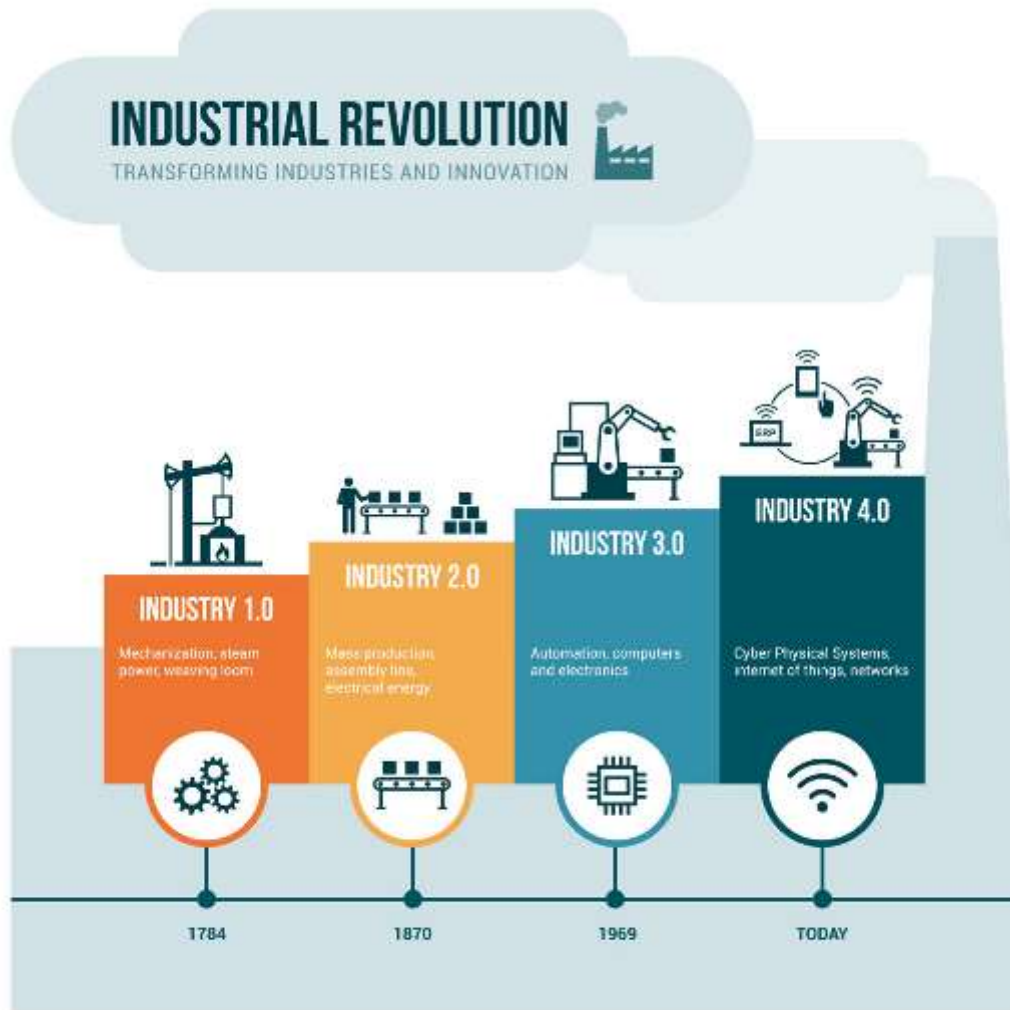 INDUSTRIAL REVOLUTION
TRANSFORMING INDUSTRIES AND INNOVATION
ERP
INDUSTRY 1.0
Mechanization, steam
power, weaving loom
INDUSTRY 2.0
Mass production,
assembly line,
electrical energy
INDUSTRY 3.0
Automation, computers
and electronics
INDUSTRY 4.0
Cyber Physical Systems,
internet of things, networks
1784
1870
1969
TODAY